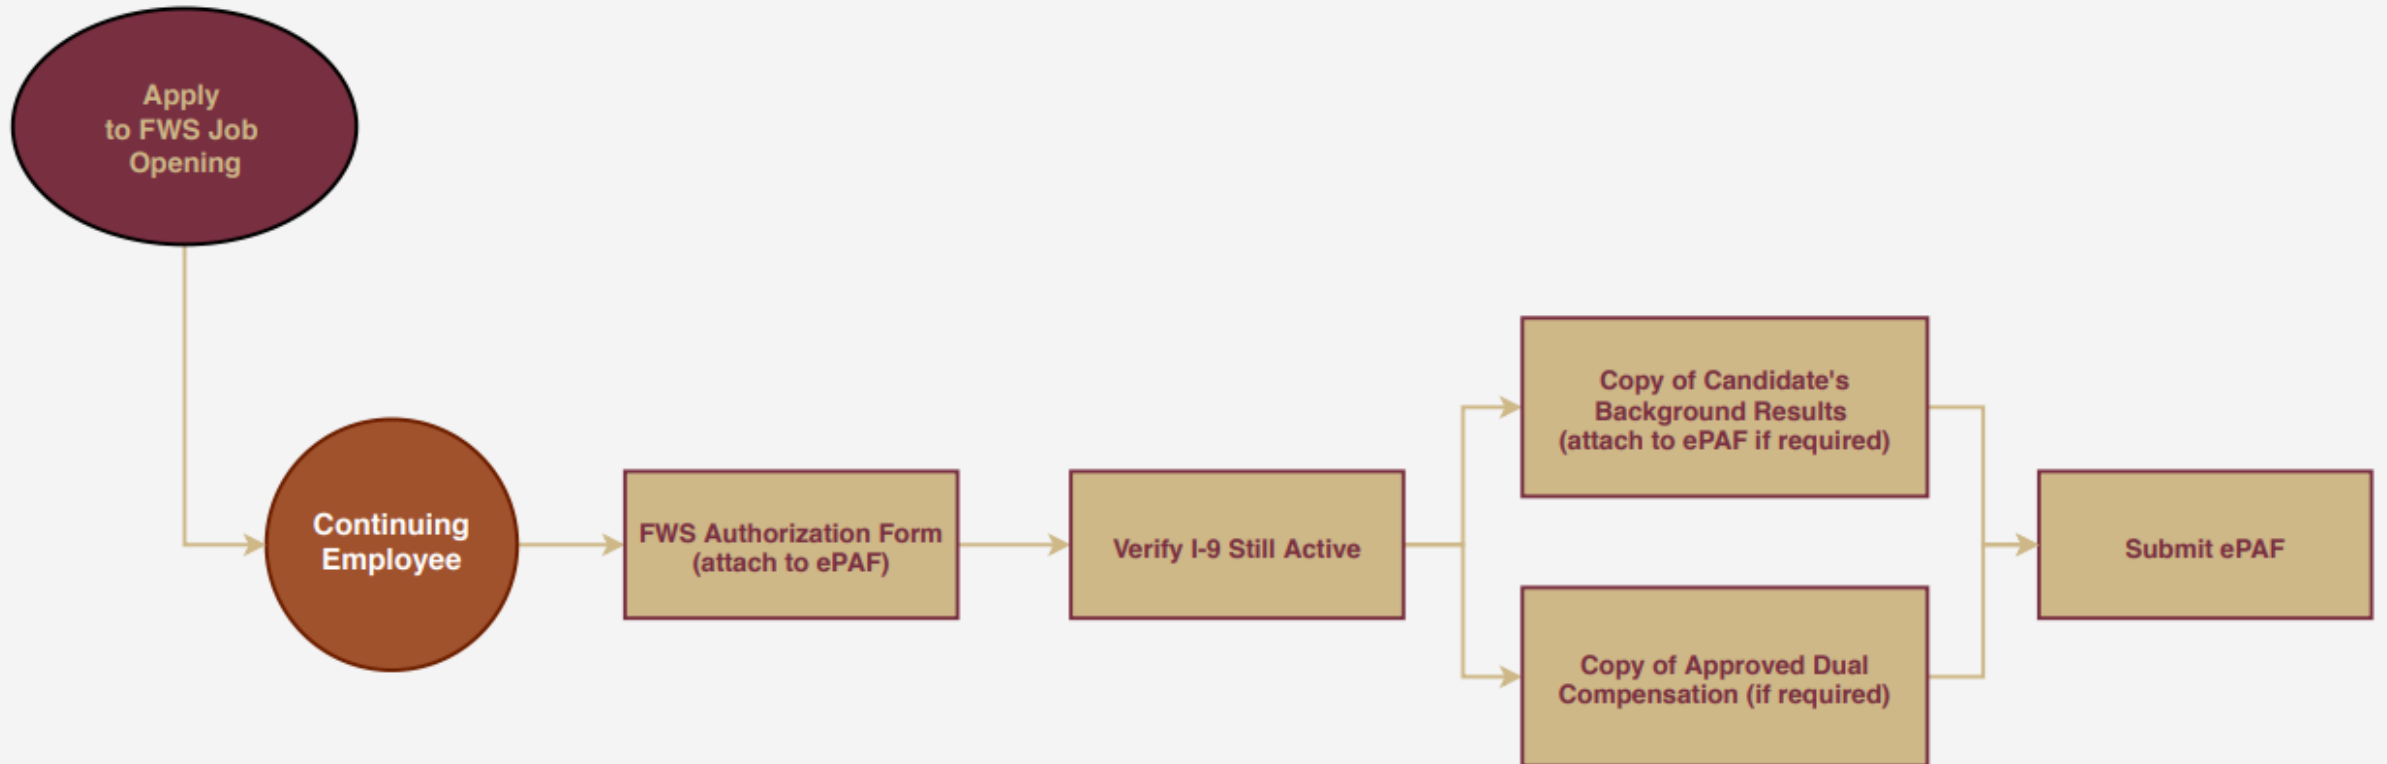 Apply
to FWS Job
Opening
Continuing
Employee
FWS Authorization Form
(attach to ePAF)
Verify I-9 Still Active
Copy of Candidate's
Background Results
(attach to ePAF if required)
Copy of Approved Dual
Compensation (if required)
Submit ePAF